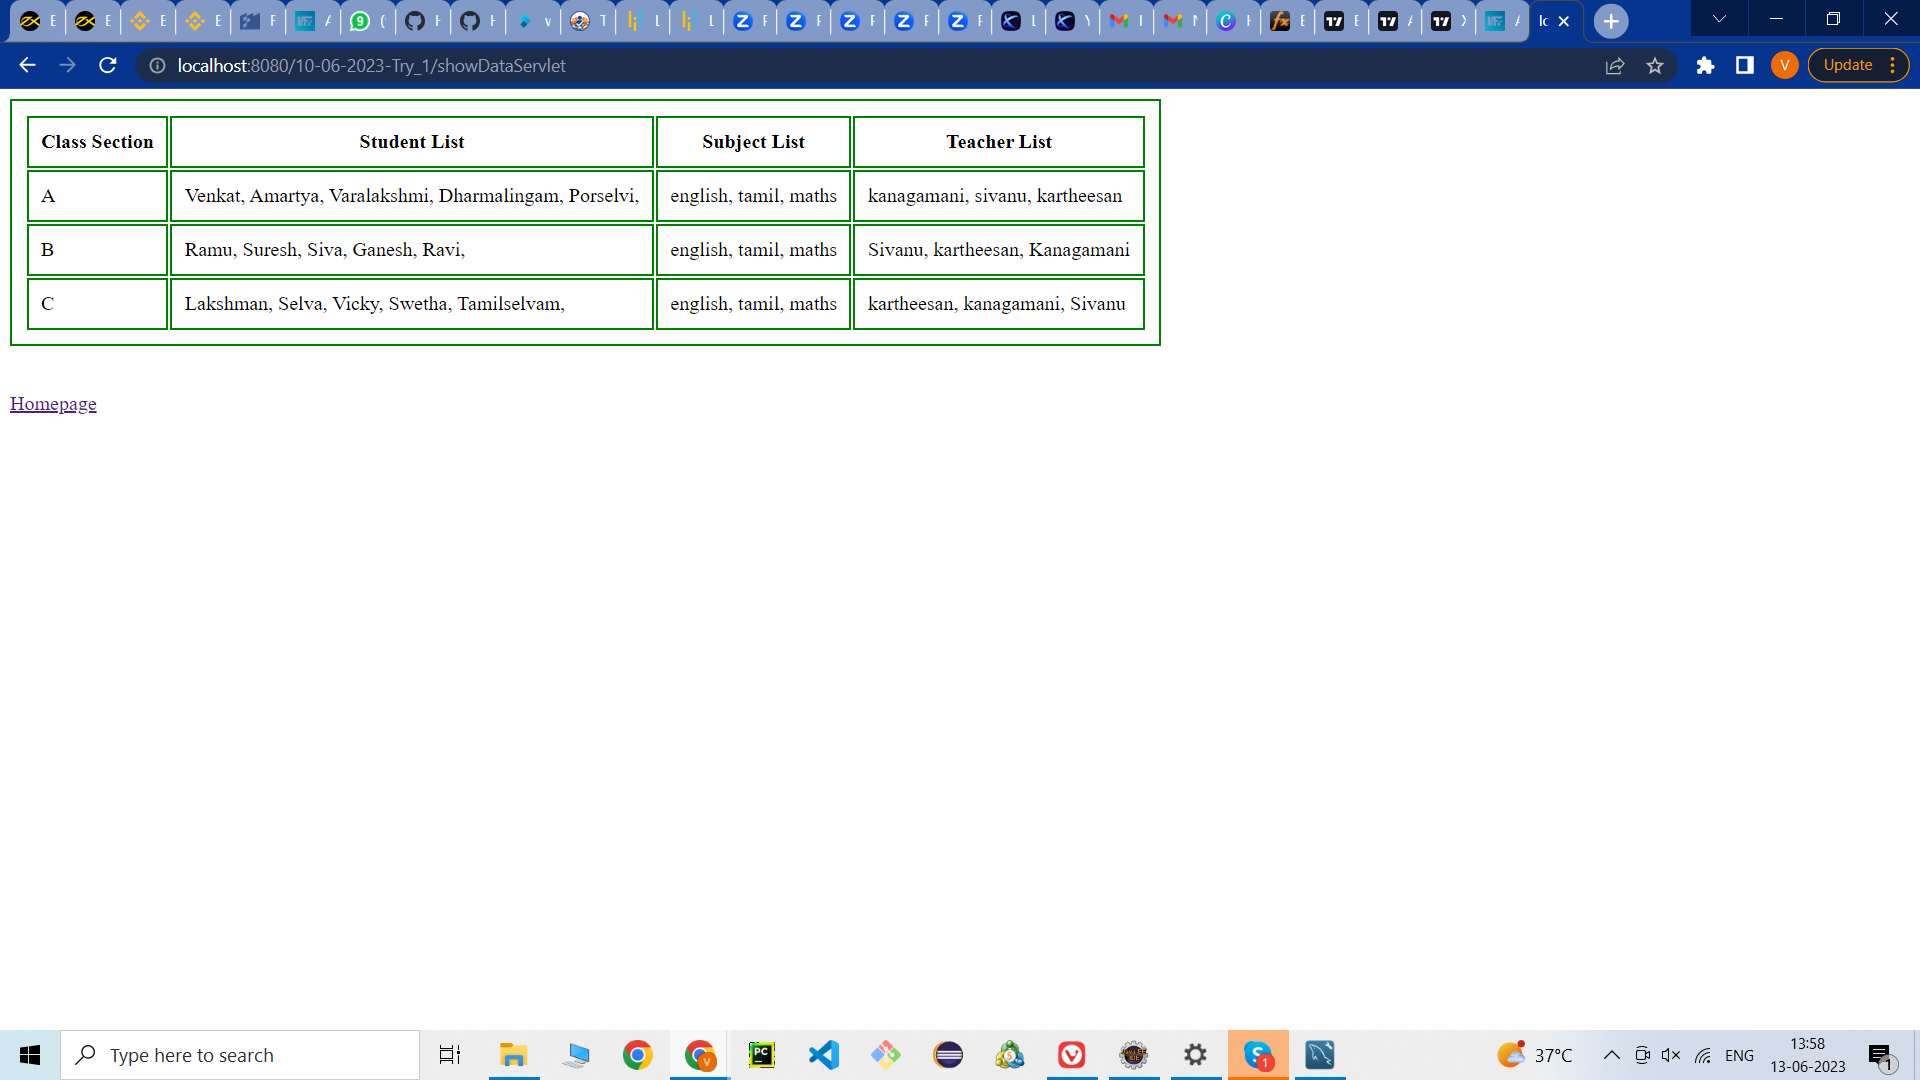 localhost:8080/10-06-2023-Try_1/showDataServlet
V
Update
Class Section Student List Subject List Teacher List
A Venkat, Amartya, Varalakshmi, Dharmalingam, Porselvi, english, tamil, maths kanagamani, sivanu, kartheesan
B Ramu, Suresh, Siva, Ganesh, Ravi, english, tamil, maths Sivanu, kartheesan, Kanagamani
C Lakshman, Selva, Vicky, Swetha, Tamilselvam, english, tamil, maths kartheesan, kanagamani, Sivanu
Homepage
Type here to search
37°C
ENG
13:58
13-06-2023
1